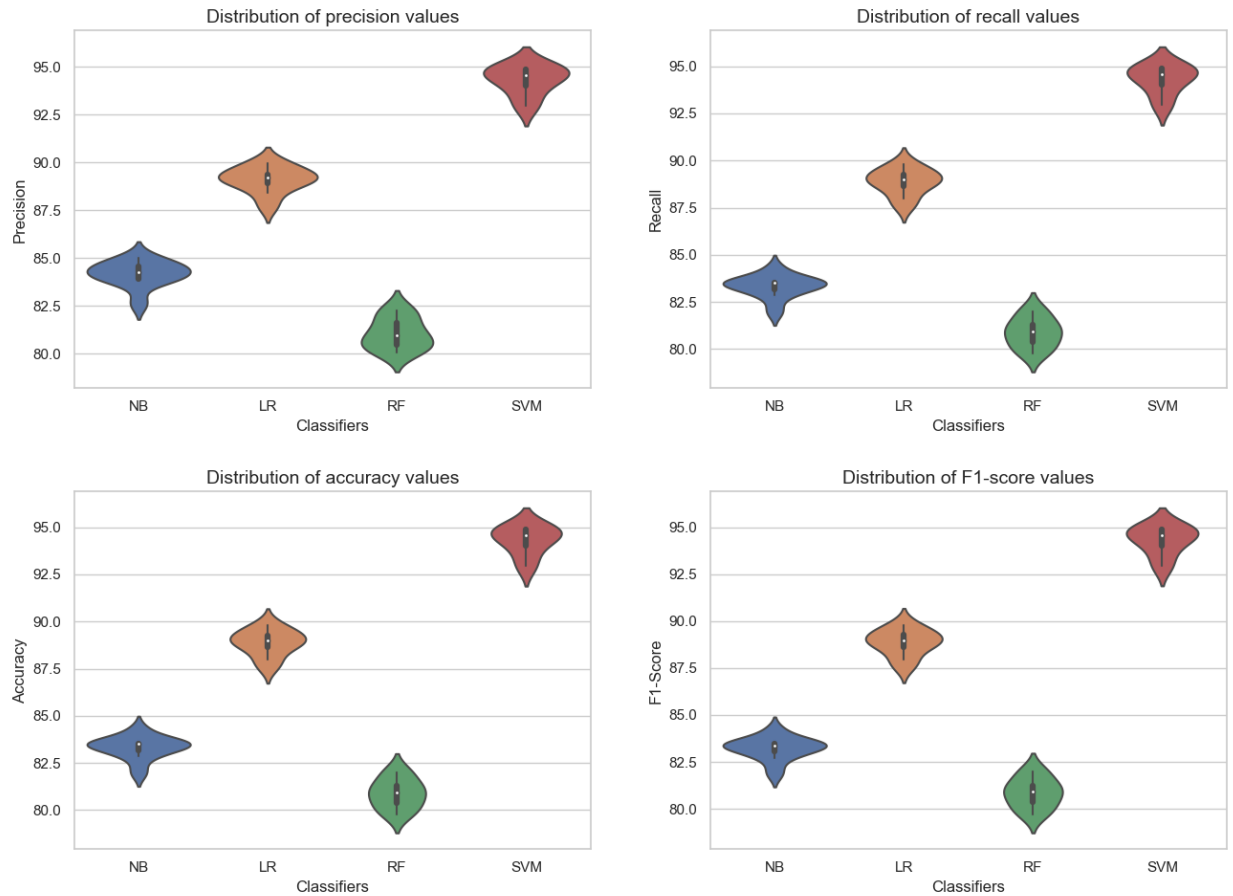 Distribution of precision values
Precision
95.0
92.5
90.0
87.5
85.0
82.5
80.0
NB LR RF SVM
Classifiers
Distribution of recall values
Recall
95.0
92.5
90.0
87.5
85.0
82.5
80.0
NB LR RF SVM
Classifiers
Distribution of accuracy values
Accuracy
95.0
92.5
90.0
87.5
85.0
82.5
80.0
NB LR RF SVM
Classifiers
Distribution of F1-score values
F1-Score
95.0
92.5
90.0
87.5
85.0
82.5
80.0
NB LR RF SVM
Classifiers